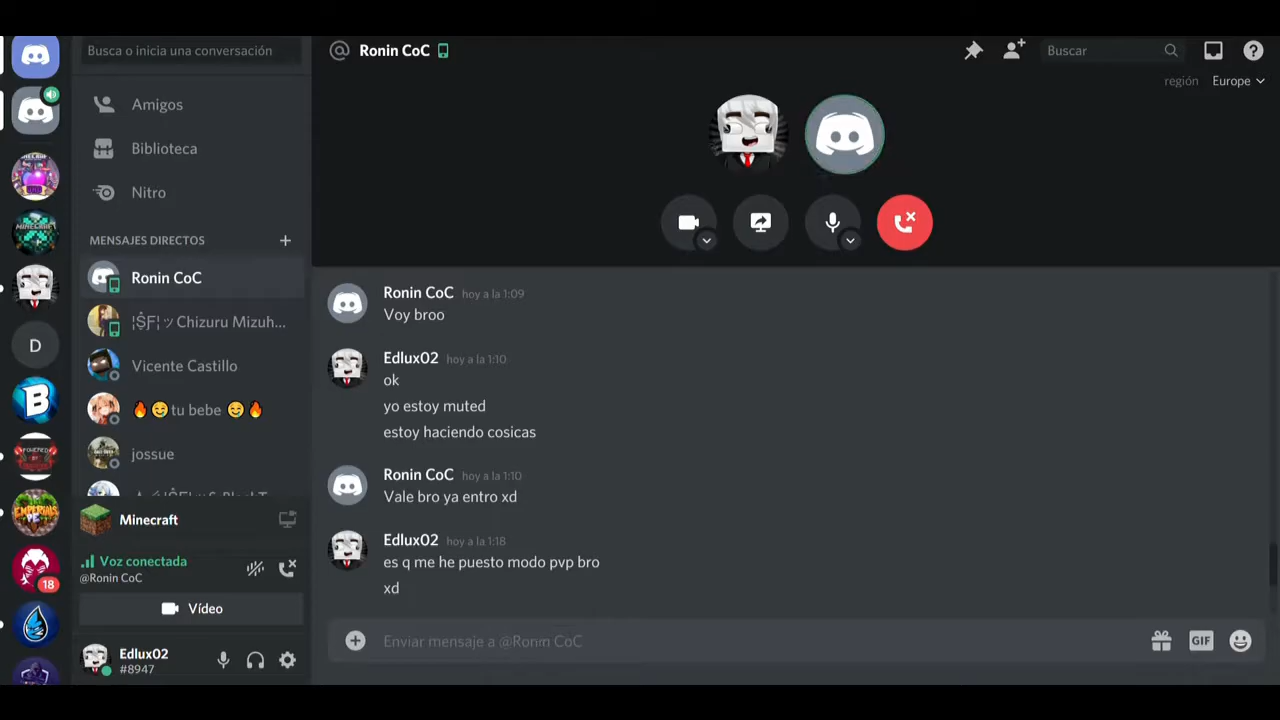 Busca o inicia una conversación
Amigos
Biblioteca
Nitro
MENSAJES DIRECTOS
Ronin CoC
Chizuru Mizuh...
Vicente Castillo
🔥😊 tu bebe 😊🔥
jossue
Minecraft
Voz conectada
@Ronin CoC
Vídeo
Edlux02
#8947
D
B
MINECRAFT
18
@ Ronin CoC
Buscar
región Europe
Ronin CoC hoy a la 1:09
Voy broo
Edlux02 hoy a la 1:10
ok
yo estoy muted
estoy haciendo cosicas
Ronin CoC hoy a la 1:10
Vale bro ya entro xd
Edlux02 hoy a la 1:18
es q me he puesto modo pvp bro
xd
Enviar mensaje a @Ronin CoC
GIF